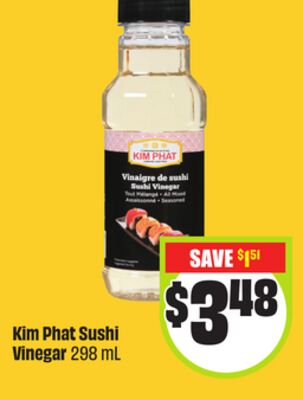 KIM PHAT
Vinaigre de sushi
Sushi Vinegar
Tout Mélangé • All Mixed
Assaisonné • Seasoned
SAVE $1.51
$3.48
Kim Phat Sushi
Vinegar 298 mL